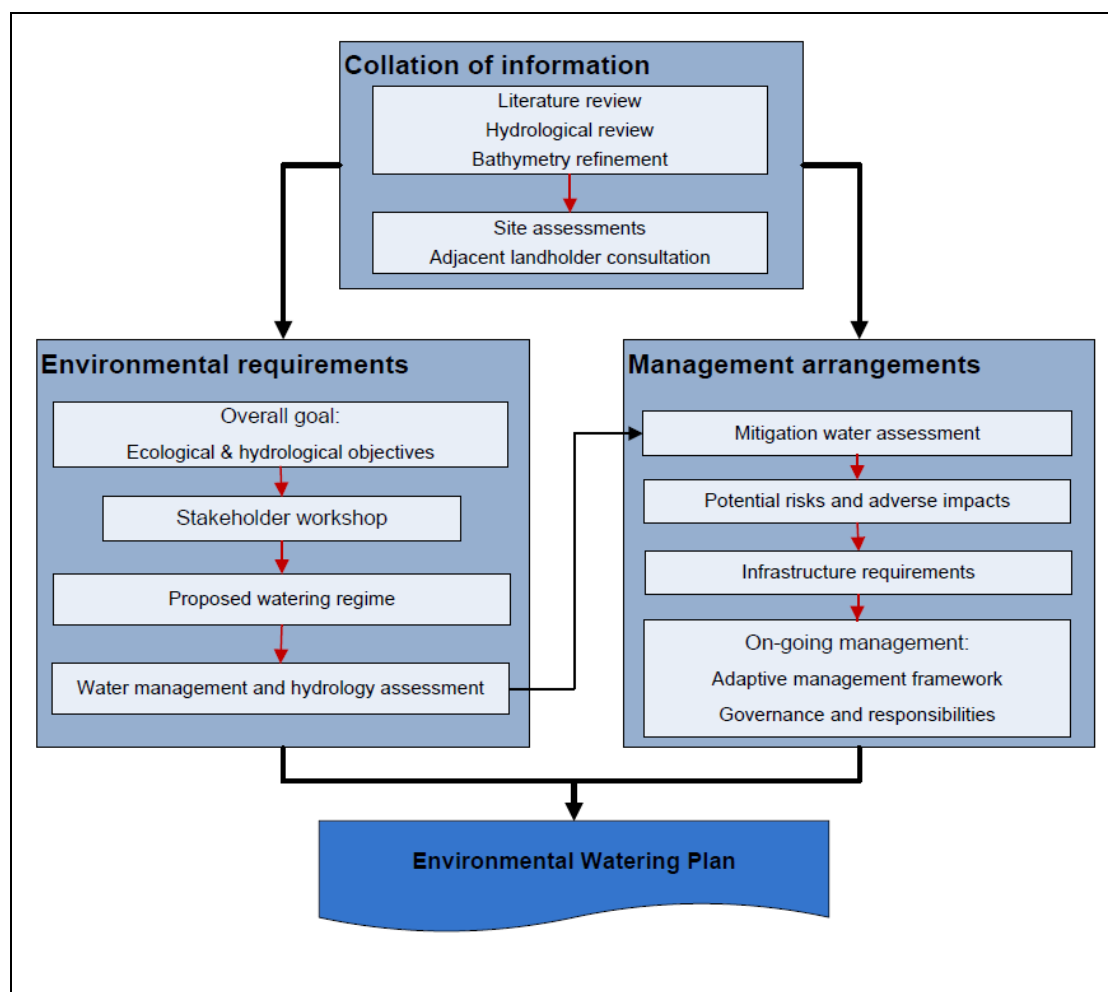 Collation of information
Literature review
Hydrological review
Bathymetry refinement
Site assessments
Adjacent landholder consultation
Environmental requirements
Overall goal:
Ecological & hydrological objectives
Stakeholder workshop
Proposed watering regime
Water management and hydrology assessment
Management arrangements
Mitigation water assessment
Potential risks and adverse impacts
Infrastructure requirements
On-going management:
Adaptive management framework
Governance and responsibilities
Environmental Watering Plan